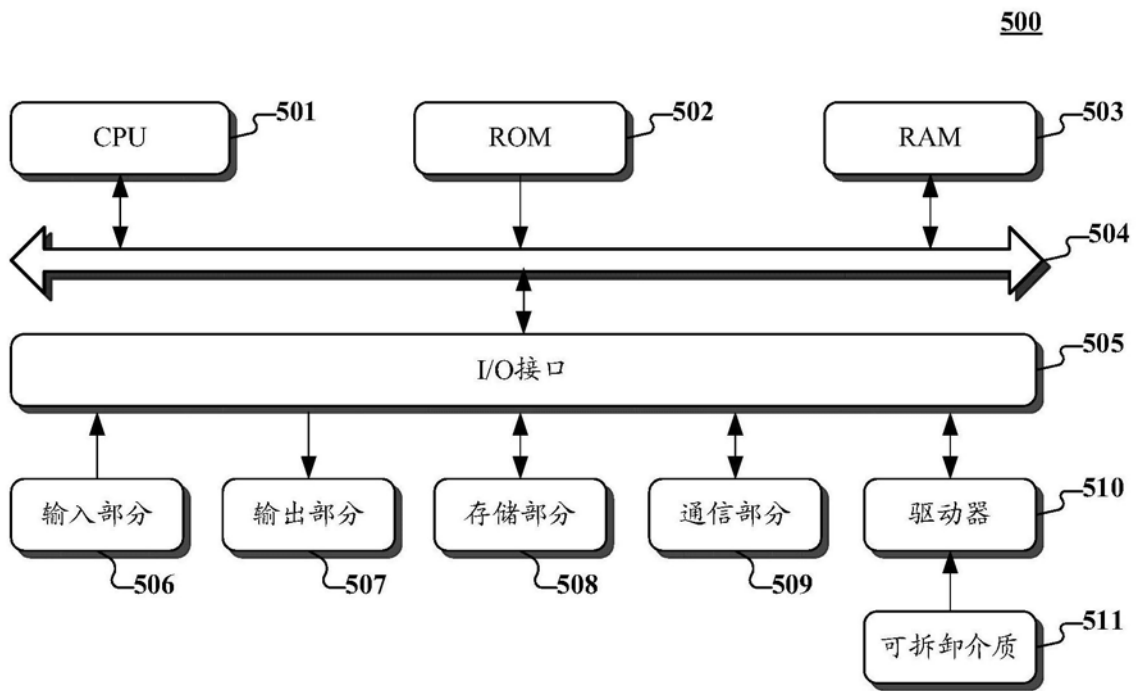 500
CPU
501
ROM
502
RAM
503
504
I/O接口
505
输入部分
506
输出部分
507
存储部分
508
通信部分
509
驱动器
510
可拆卸介质
511